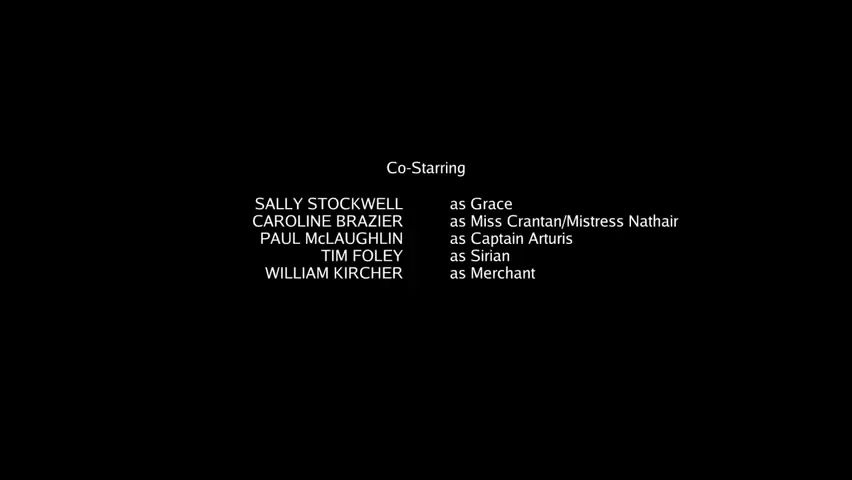 Co-Starring
SALLY STOCKWELL as Grace
CAROLINE BRAZIER as Miss Crantan/Mistress Nathair
PAUL McLAUGHLIN as Captain Arturis
TIM FOLEY as Sirian
WILLIAM KIRCHER as Merchant